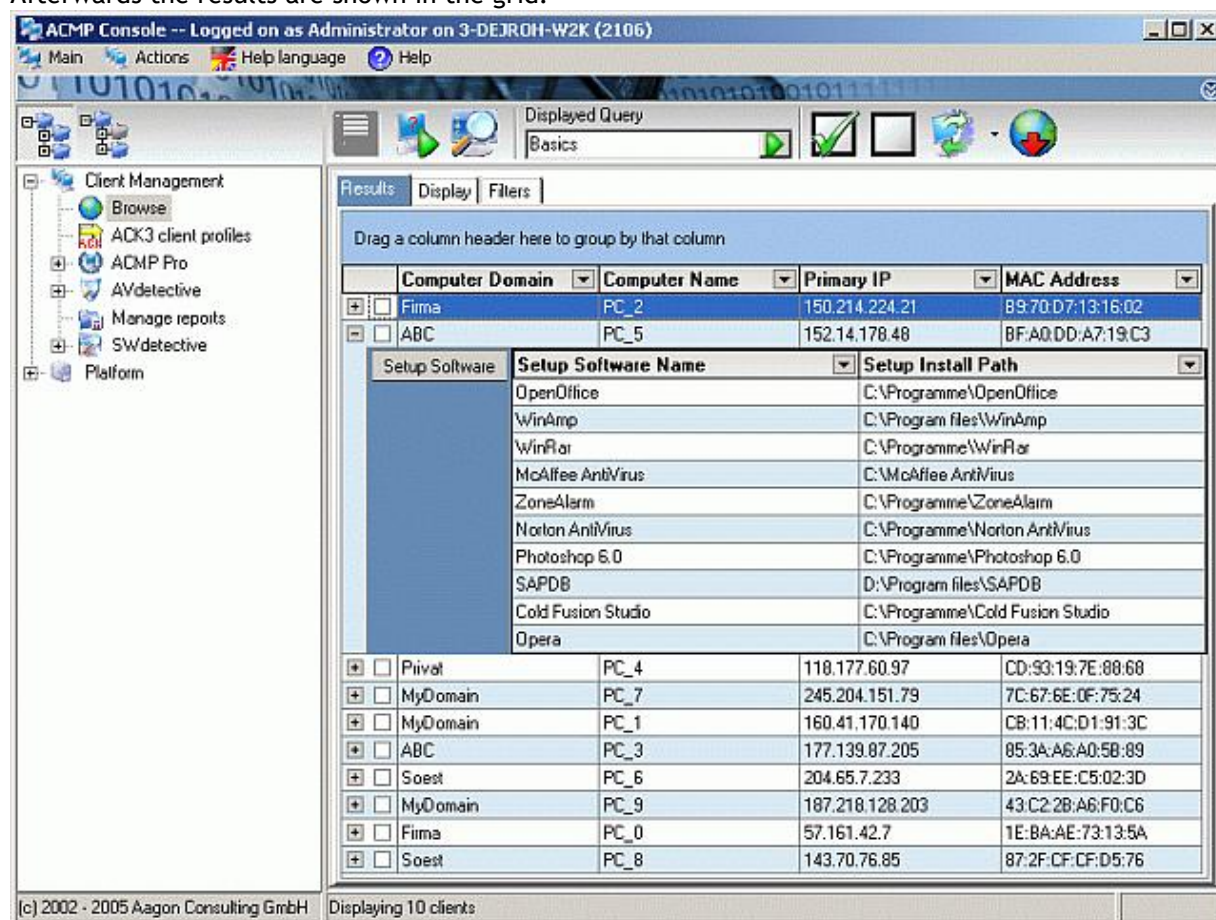 Afterwards the results are shown in the grid.
ACMP Console -- Logged on as Administrator on 3-DEJROH-W2K (2106)
Main Actions Help language Help
Displayed Query
Basics
Client Management
Browse
ACK3 client profiles
ACMP Pro
AVdetective
Manage reports
SWdetective
Platform
Results Display Filters
Drag a column header here to group by that column
Computer Domain Computer Name Primary IP MAC Address
Firma PC_2 150.214.224.21 B9:70:D7:13:16:02
ABC PC_5 152.14.178.48 BF:A0:DD:A7:19:C3
Setup Software Setup Software Name Setup Install Path
OpenOffice C:\Programme\OpenOffice
WinAmp C:\Program files\WinAmp
WinRar C:\Programme\WinRar
McAffee AntiVirus C:\McAffee AntiVirus
ZoneAlarm C:\Programme\ZoneAlarm
Norton AntiVirus C:\Programme\Norton AntiVirus
Photoshop 6.0 C:\Programme\Photoshop 6.0
SAPDB D:\Program files\SAPDB
Cold Fusion Studio C:\Programme\Cold Fusion Studio
Opera C:\Program files\Opera
Privat PC_4 118.177.60.97 CD:93:19:7E:88:68
MyDomain PC_7 245.204.151.79 7C:67:6E:0F:75:24
MyDomain PC_1 160.41.170.140 CB:11:4C:D1:91:3C
ABC PC_3 177.139.87.205 85:3A:A6:A0:5B:89
Soest PC_6 204.65.7.233 2A:69:EE:C5:02:3D
MyDomain PC_9 187.218.128.203 43:C2:2B:A6:F0:C6
Firma PC_0 57.161.42.7 1E:BA:AE:73:13:5A
Soest PC_8 143.70.76.85 87:2F:CF:CF:D5:76
(c) 2002 - 2005 Aagon Consulting GmbH Displaying 10 clients